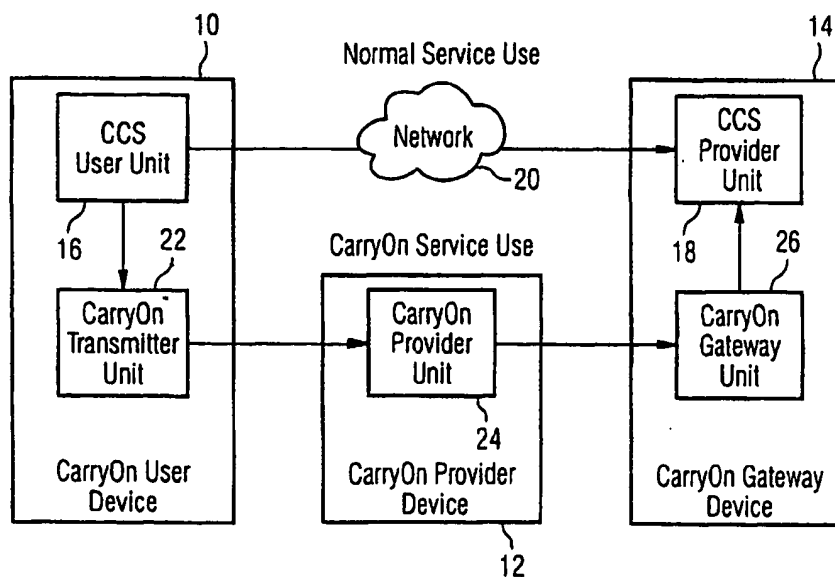 10
Normal Service Use
14
CCS
User Unit
Network
CCS
Provider
Unit
20
16
22
CarryOn Service Use
18
26
CarryOn
Transmitter
Unit
CarryOn
Provider
Unit
CarryOn
Gateway
Unit
24
CarryOn User
Device
CarryOn Provider
Device
CarryOn Gateway
Device
12